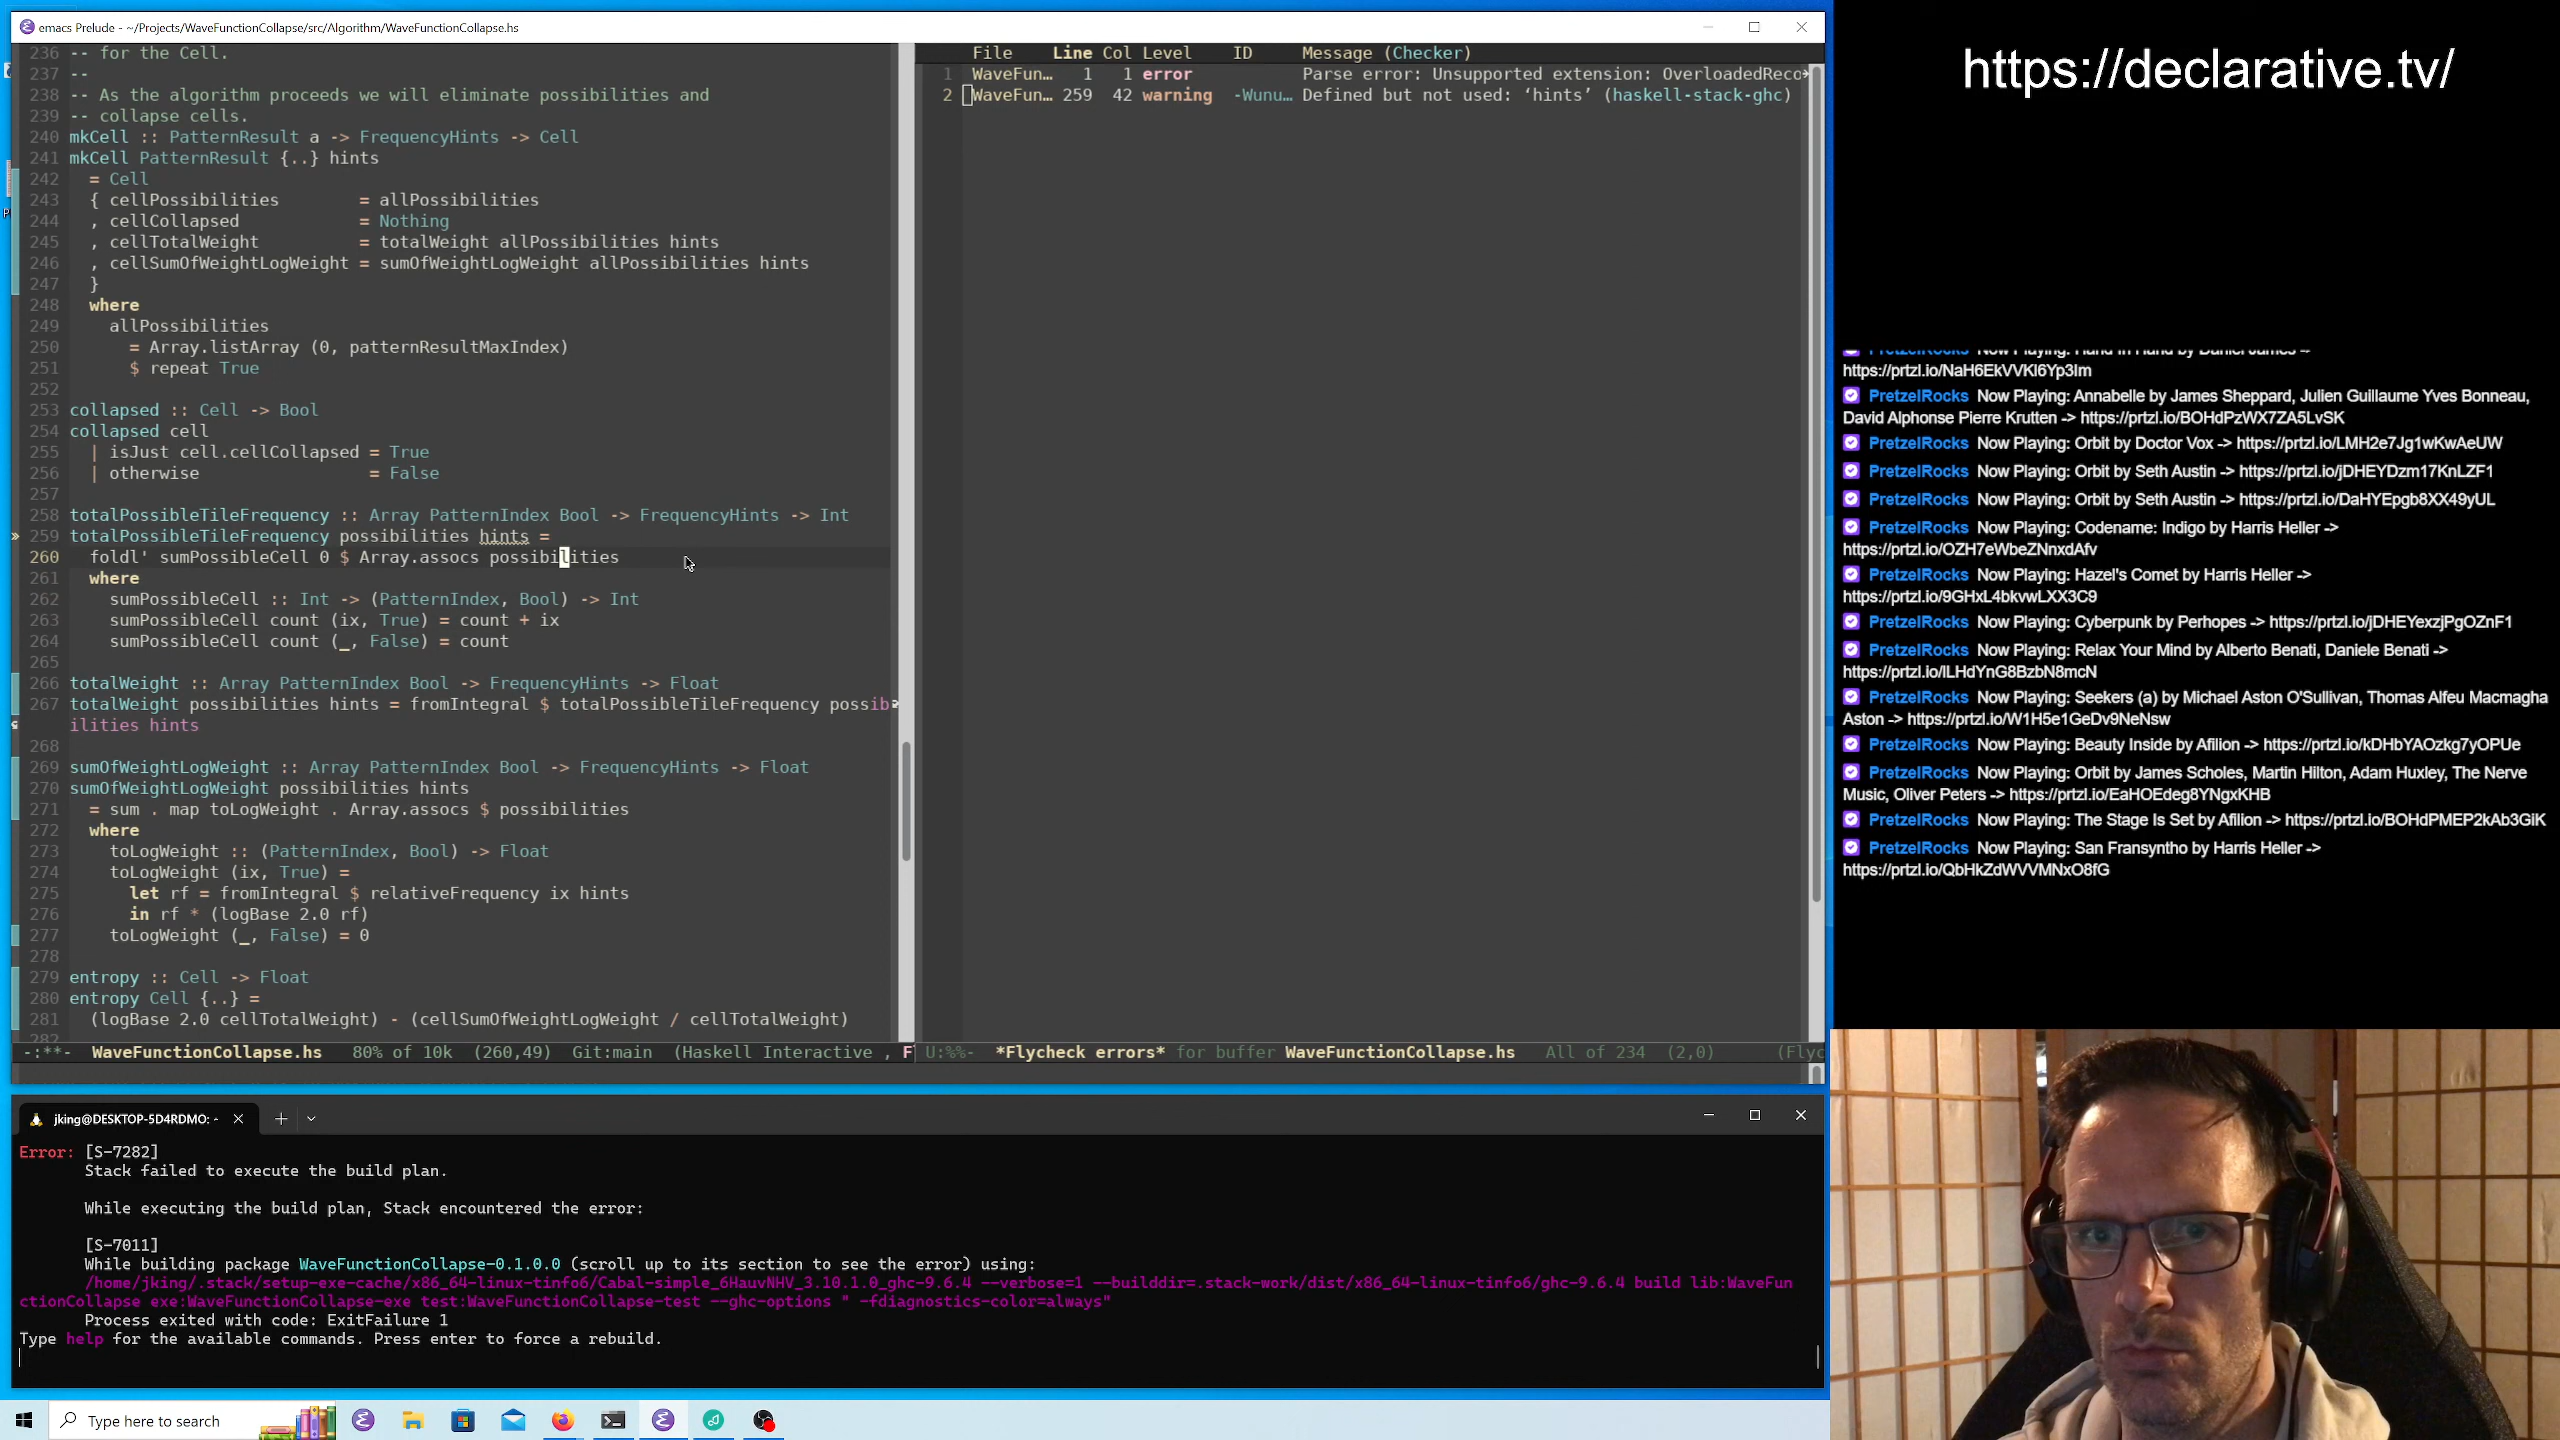 emacs Prelude - ~/Projects/WaveFunctionCollapse/src/Algorithm/WaveFunctionCollapse.hs
236 -- for the Cell.
237 --
238 -- As the algorithm proceeds we will eliminate possibilities and
239 -- collapse cells.
240 mkCell :: PatternResult a -> FrequencyHints -> Cell
241 mkCell PatternResult {..} hints
242   = Cell
243   { cellPossibilities        = allPossibilities
244   , cellCollapsed            = Nothing
245   , cellTotalWeight          = totalWeight allPossibilities hints
246   , cellSumOfWeightLogWeight = sumOfWeightLogWeight allPossibilities hints
247   }
248   where
249     allPossibilities
250       = Array.listArray (0, patternResultMaxIndex)
251       $ repeat True
252
253 collapsed :: Cell -> Bool
254 collapsed cell
255   | isJust cell.cellCollapsed = True
256   | otherwise                 = False
257
258 totalPossibleTileFrequency :: Array PatternIndex Bool -> FrequencyHints -> Int
259 totalPossibleTileFrequency possibilities hints =
260   foldl' sumPossibleCell 0 $ Array.assocs possibilities
261   where
262     sumPossibleCell :: Int -> (PatternIndex, Bool) -> Int
263     sumPossibleCell count (ix, True) = count + ix
264     sumPossibleCell count (_, False) = count
265
266 totalWeight :: Array PatternIndex Bool -> FrequencyHints -> Float
267 totalWeight possibilities hints = fromIntegral $ totalPossibleTileFrequency possib
ilities hints
268
269 sumOfWeightLogWeight :: Array PatternIndex Bool -> FrequencyHints -> Float
270 sumOfWeightLogWeight possibilities hints
271   = sum . map toLogWeight . Array.assocs $ possibilities
272   where
273     toLogWeight :: (PatternIndex, Bool) -> Float
274     toLogWeight (ix, True) =
275       let rf = fromIntegral $ relativeFrequency ix hints
276       in rf * (logBase 2.0 rf)
277     toLogWeight (_, False) = 0
278
279 entropy :: Cell -> Float
280 entropy Cell {..} =
281   (logBase 2.0 cellTotalWeight) - (cellSumOfWeightLogWeight / cellTotalWeight)
282
-:**-  WaveFunctionCollapse.hs   80% of 10k  (260,49)  Git:main  (Haskell Interactive , F
File Line Col Level ID Message (Checker)
1 WaveFun… 1 1 error Parse error: Unsupported extension: OverloadedReco
2 WaveFun… 259 42 warning -Wunu… Defined but not used: ‘hints’ (haskell-stack-ghc)
U:%%-  *Flycheck errors* for buffer WaveFunctionCollapse.hs   All of 234  (2,0)   (Flyc
jking@DESKTOP-5D4RDMO: ~
Error: [S-7282]
Stack failed to execute the build plan.
While executing the build plan, Stack encountered the error:
[S-7011]
While building package WaveFunctionCollapse-0.1.0.0 (scroll up to its section to see the error) using:
/home/jking/.stack/setup-exe-cache/x86_64-linux-tinfo6/Cabal-simple_6HauvNHV_3.10.1.0_ghc-9.6.4 --verbose=1 --builddir=.stack-work/dist/x86_64-linux-tinfo6/ghc-9.6.4 build lib:WaveFun
ctionCollapse exe:WaveFunctionCollapse-exe test:WaveFunctionCollapse-test --ghc-options " -fdiagnostics-color=always"
Process exited with code: ExitFailure 1
Type help for the available commands. Press enter to force a rebuild.
Type here to search
https://declarative.tv/
PretzelRocks Now Playing: Hand in Hand by Daniel James ->
https://prtzl.io/NaH6EkVVKl6Yp3Im
PretzelRocks Now Playing: Annabelle by James Sheppard, Julien Guillaume Yves Bonneau,
David Alphonse Pierre Krutten -> https://prtzl.io/BOHdPzWX7ZA5LvSK
PretzelRocks Now Playing: Orbit by Doctor Vox -> https://prtzl.io/LMH2e7Jg1wKwAeUW
PretzelRocks Now Playing: Orbit by Seth Austin -> https://prtzl.io/jDHEYDzm17KnLZF1
PretzelRocks Now Playing: Orbit by Seth Austin -> https://prtzl.io/DaHYEpgb8XX49yUL
PretzelRocks Now Playing: Codename: Indigo by Harris Heller ->
https://prtzl.io/OZH7eWbeZNnxdAfv
PretzelRocks Now Playing: Hazel's Comet by Harris Heller ->
https://prtzl.io/9GHxL4bkvwLXX3C9
PretzelRocks Now Playing: Cyberpunk by Perhopes -> https://prtzl.io/jDHEYexzjPgOZnF1
PretzelRocks Now Playing: Relax Your Mind by Alberto Benati, Daniele Benati ->
https://prtzl.io/lLHdYnG8BzbN8mcN
PretzelRocks Now Playing: Seekers (a) by Michael Aston O'Sullivan, Thomas Alfeu Macmagha
Aston -> https://prtzl.io/W1H5e1GeDv9NeNsw
PretzelRocks Now Playing: Beauty Inside by Afilion -> https://prtzl.io/kDHbYAOzkg7yOPUe
PretzelRocks Now Playing: Orbit by James Scholes, Martin Hilton, Adam Huxley, The Nerve
Music, Oliver Peters -> https://prtzl.io/EaHOEdeg8YNgxKHB
PretzelRocks Now Playing: The Stage Is Set by Afilion -> https://prtzl.io/BOHdPMEP2kAb3GiK
PretzelRocks Now Playing: San Fransyntho by Harris Heller ->
https://prtzl.io/QbHkZdWVVMNxO8fG